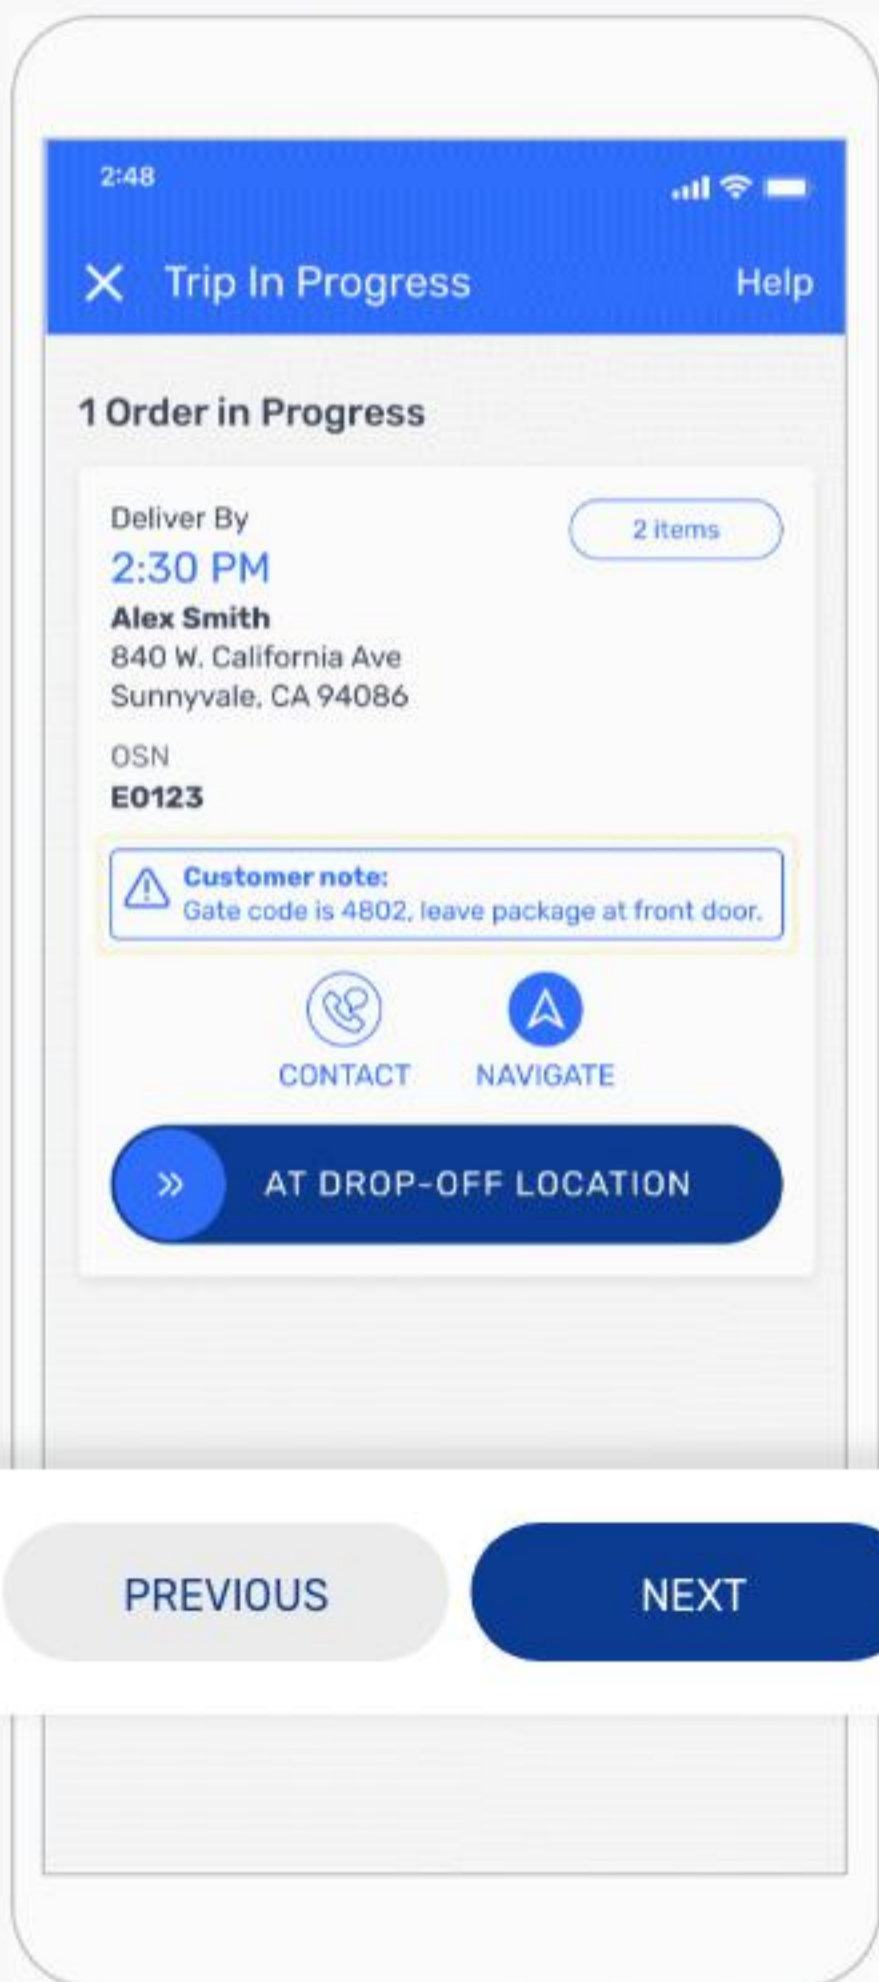 2:48
Trip In Progress
Help
1 Order in Progress
Deliver By
2 items
2:30 PM
Alex Smith
840 W. California Ave
Sunnyvale, CA 94086
OSN
E0123
Customer note:
Gate code is 4802, leave package at front door.
CONTACT
NAVIGATE
AT DROP-OFF LOCATION
PREVIOUS
NEXT